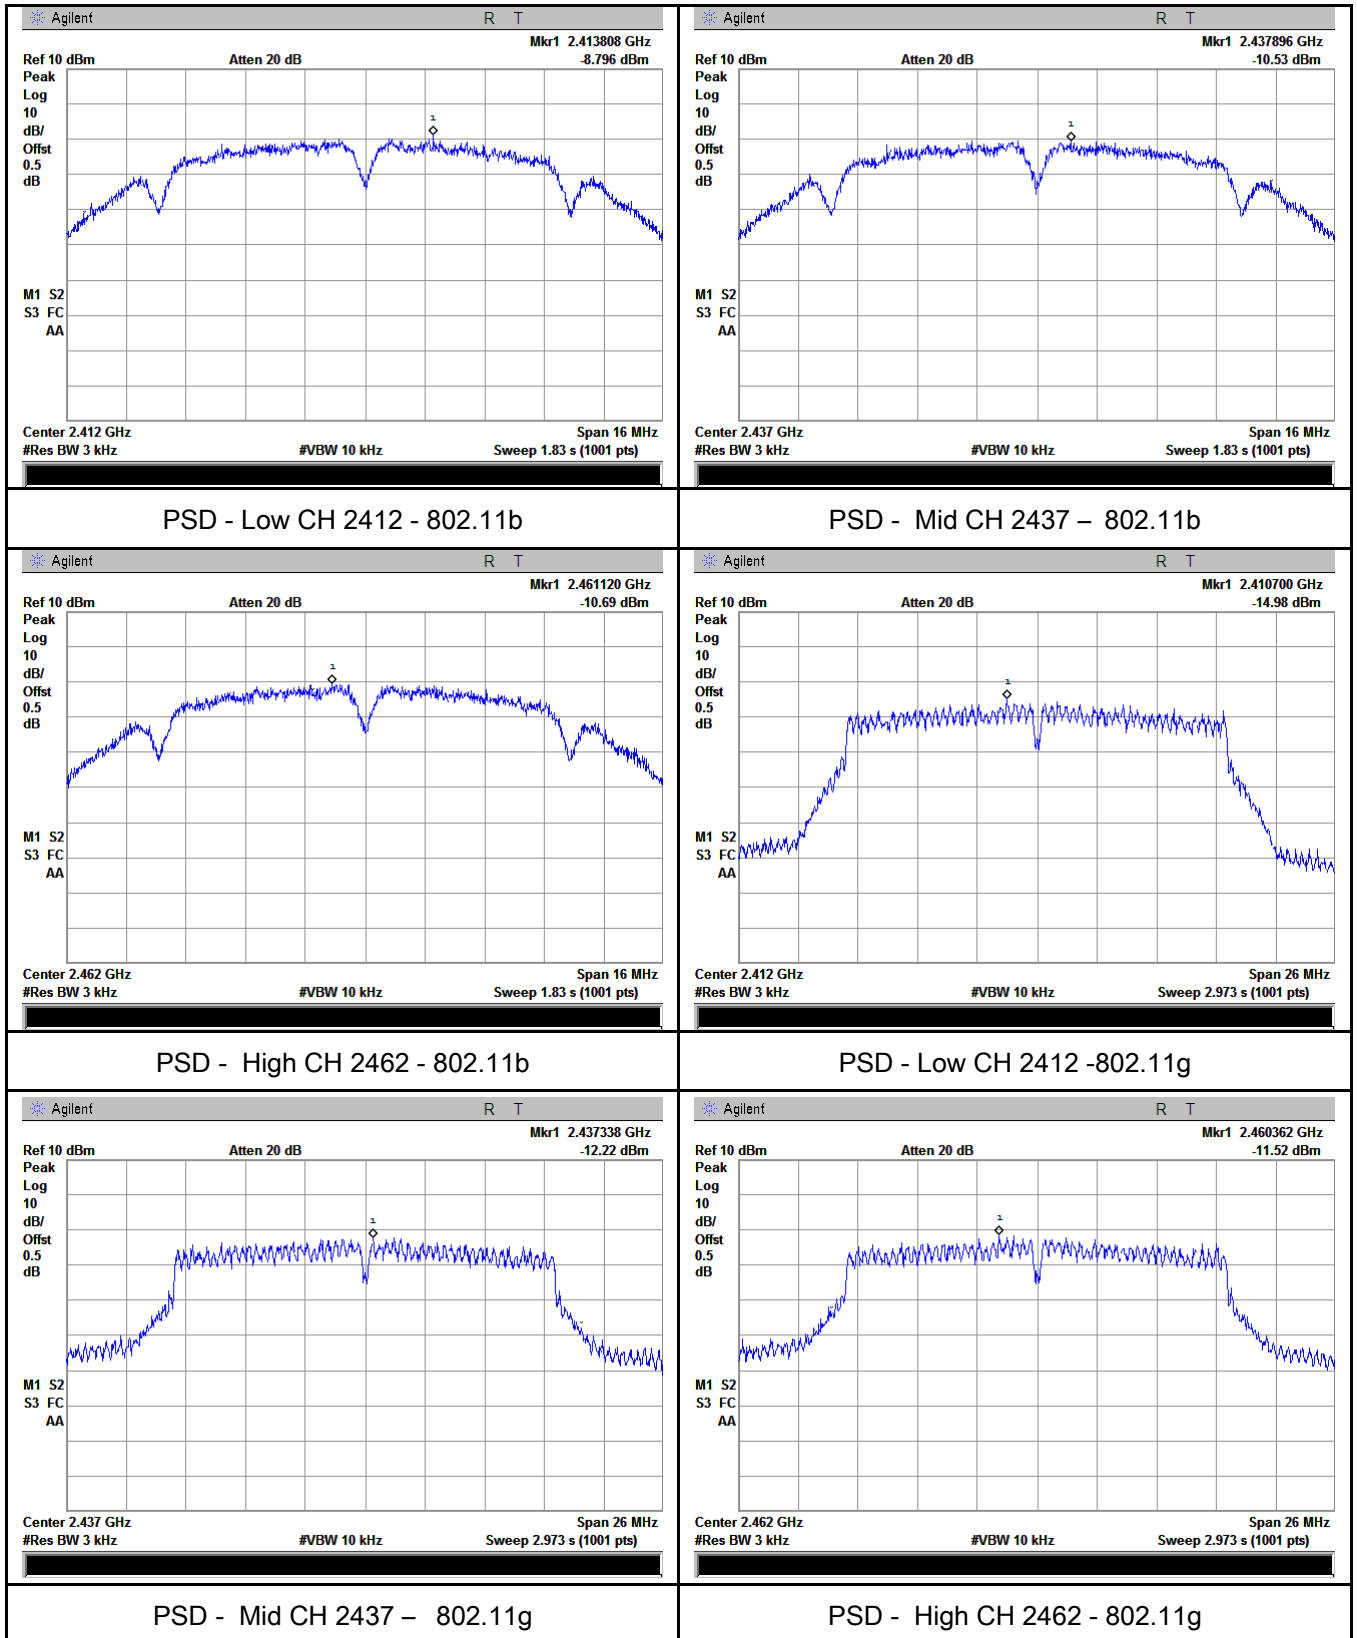 Agilent R T
Mkr1 2.413808 GHz
Ref 10 dBm Atten 20 dB -8.796 dBm
Peak
Log
10
dB/
Offst
0.5
dB
1
M1 S2
S3 FC
AA
Center 2.412 GHz Span 16 MHz
#Res BW 3 kHz #VBW 10 kHz Sweep 1.83 s (1001 pts)
PSD - Low CH 2412 - 802.11b
Agilent R T
Mkr1 2.437896 GHz
Ref 10 dBm Atten 20 dB -10.53 dBm
Peak
Log
10
dB/
Offst
0.5
dB
1
M1 S2
S3 FC
AA
Center 2.437 GHz Span 16 MHz
#Res BW 3 kHz #VBW 10 kHz Sweep 1.83 s (1001 pts)
PSD - Mid CH 2437 – 802.11b
Agilent R T
Mkr1 2.461120 GHz
Ref 10 dBm Atten 20 dB -10.69 dBm
Peak
Log
10
dB/
Offst
0.5
dB
1
M1 S2
S3 FC
AA
Center 2.462 GHz Span 16 MHz
#Res BW 3 kHz #VBW 10 kHz Sweep 1.83 s (1001 pts)
PSD - High CH 2462 - 802.11b
Agilent R T
Mkr1 2.410700 GHz
Ref 10 dBm Atten 20 dB -14.98 dBm
Peak
Log
10
dB/
Offst
0.5
dB
1
M1 S2
S3 FC
AA
Center 2.412 GHz Span 26 MHz
#Res BW 3 kHz #VBW 10 kHz Sweep 2.973 s (1001 pts)
PSD - Low CH 2412 -802.11g
Agilent R T
Mkr1 2.437338 GHz
Ref 10 dBm Atten 20 dB -12.22 dBm
Peak
Log
10
dB/
Offst
0.5
dB
1
M1 S2
S3 FC
AA
Center 2.437 GHz Span 26 MHz
#Res BW 3 kHz #VBW 10 kHz Sweep 2.973 s (1001 pts)
PSD - Mid CH 2437 – 802.11g
Agilent R T
Mkr1 2.460362 GHz
Ref 10 dBm Atten 20 dB -11.52 dBm
Peak
Log
10
dB/
Offst
0.5
dB
1
M1 S2
S3 FC
AA
Center 2.462 GHz Span 26 MHz
#Res BW 3 kHz #VBW 10 kHz Sweep 2.973 s (1001 pts)
PSD - High CH 2462 - 802.11g